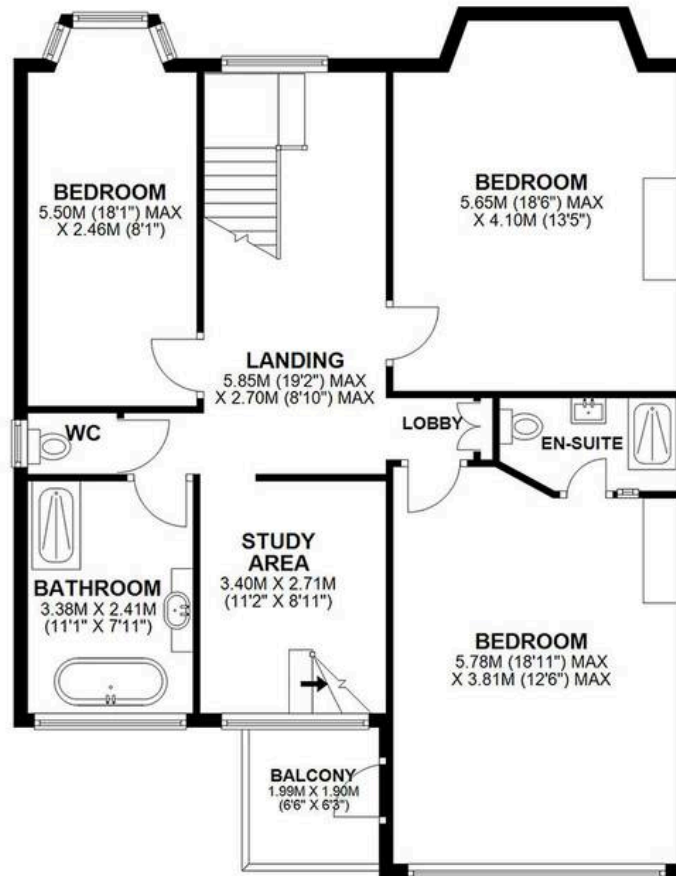 BEDROOM
5.50M (18'1") MAX
X 2.46M (8'1")
BEDROOM
5.65M (18'6") MAX
X 4.10M (13'5")
LANDING
5.85M (19'2") MAX
X 2.70M (8'10") MAX
WC
LOBBY
EN-SUITE
BATHROOM
3.38M X 2.41M
(11'1" X 7'11")
STUDY
AREA
3.40M X 2.71M
(11'2" X 8'11")
BEDROOM
5.78M (18'11") MAX
X 3.81M (12'6") MAX
BALCONY
1.99M X 1.90M
(6'6" X 6'3")